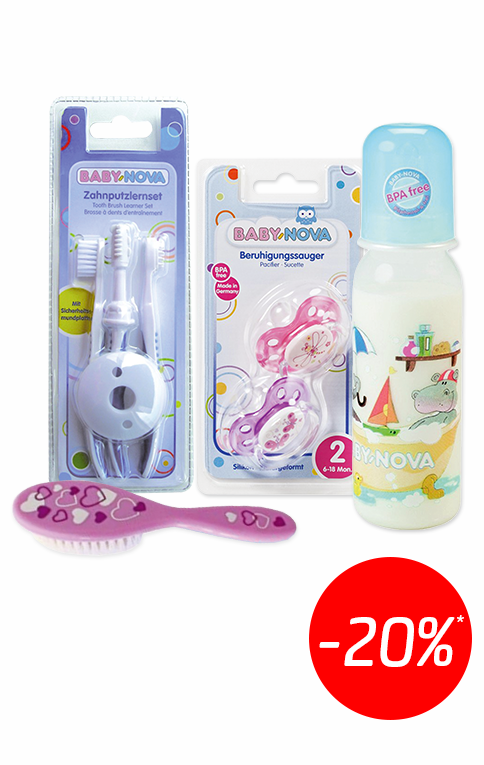 BABY NOVA
Zahnputzlernset
Tooth Brush Learner Set
Brosse à dents d'entraînement
Mit
Sicherheits-
mundplatte
BABY NOVA
Beruhigungssauger
Pacifier · Sucette
BPA
free
Made in
Germany
2
6-18 Mon.
BABY-NOVA
BPA free
BABY NOVA
-20%*